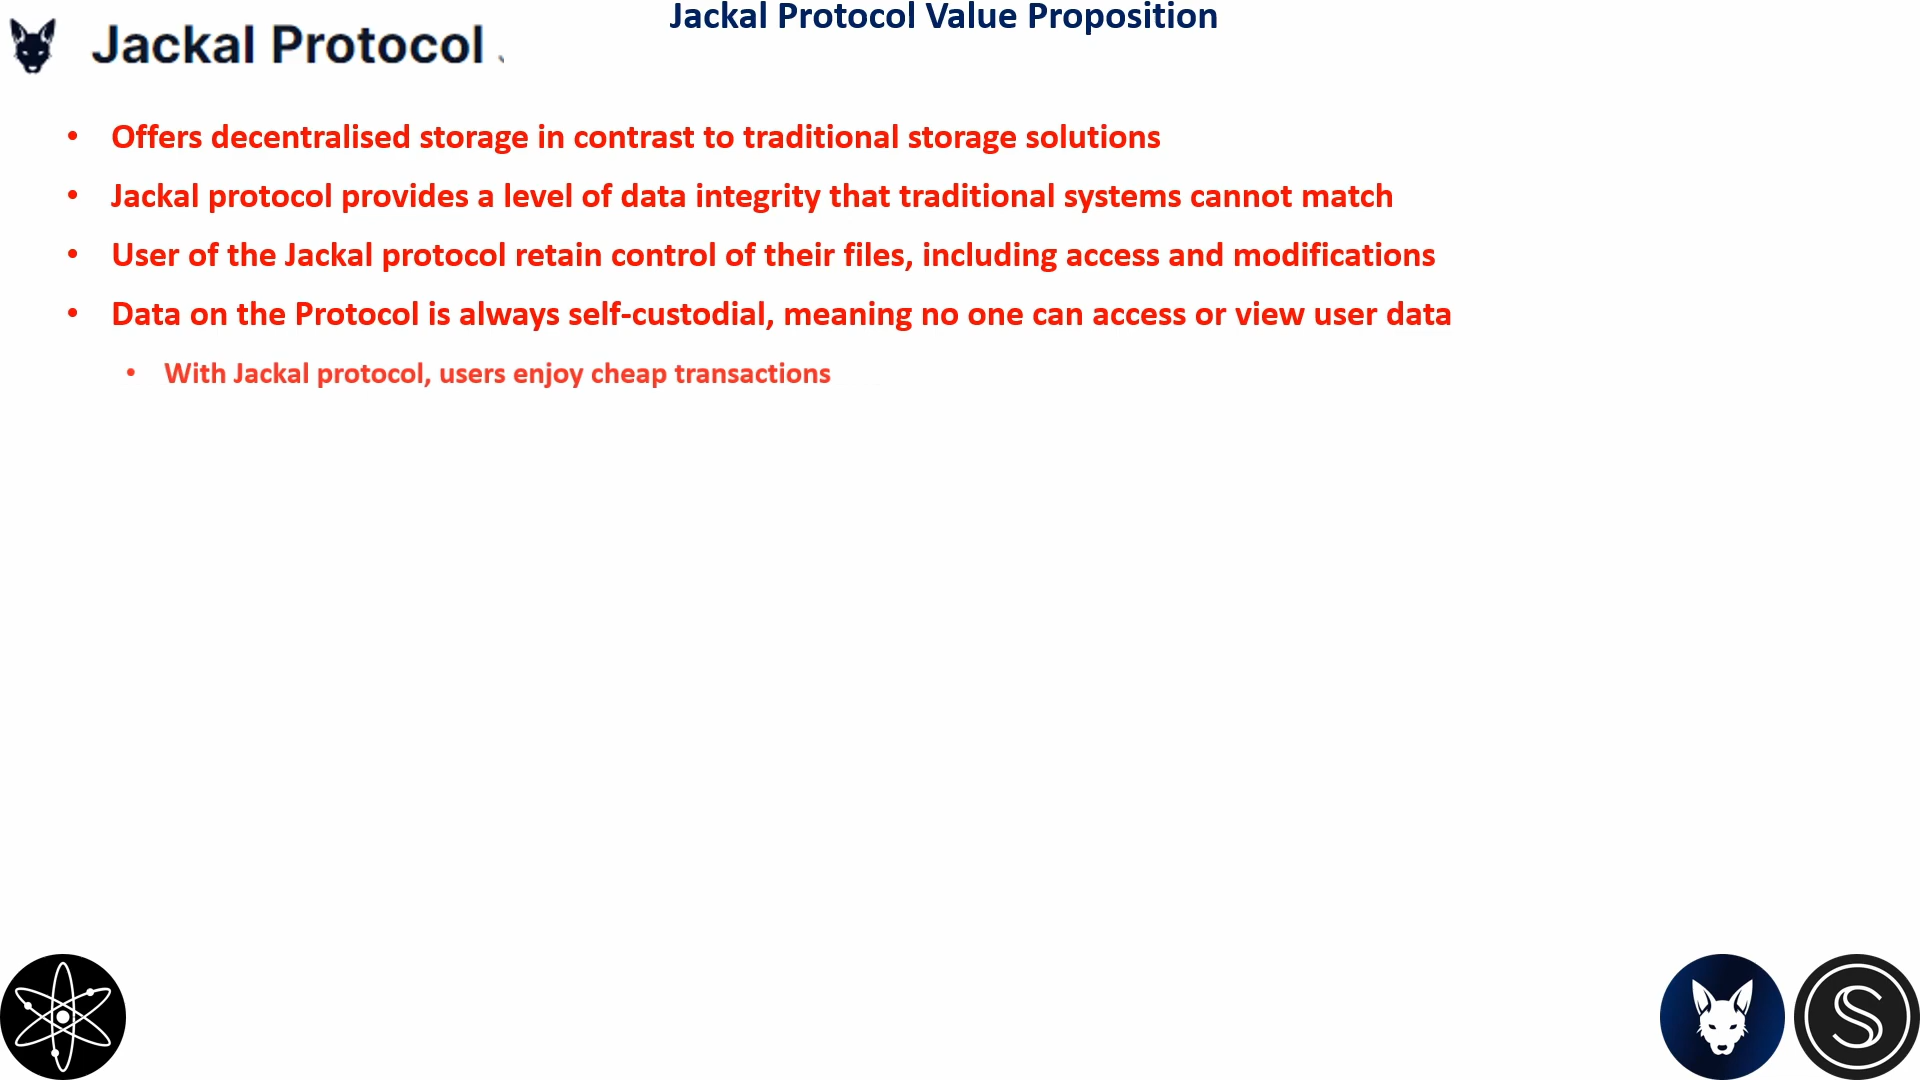 Jackal Protocol Value Proposition
Jackal Protocol
• Offers decentralised storage in contrast to traditional storage solutions
• Jackal protocol provides a level of data integrity that traditional systems cannot match
• User of the Jackal protocol retain control of their files, including access and modifications
• Data on the Protocol is always self-custodial, meaning no one can access or view user data
• With Jackal protocol, users enjoy cheap transactions
S